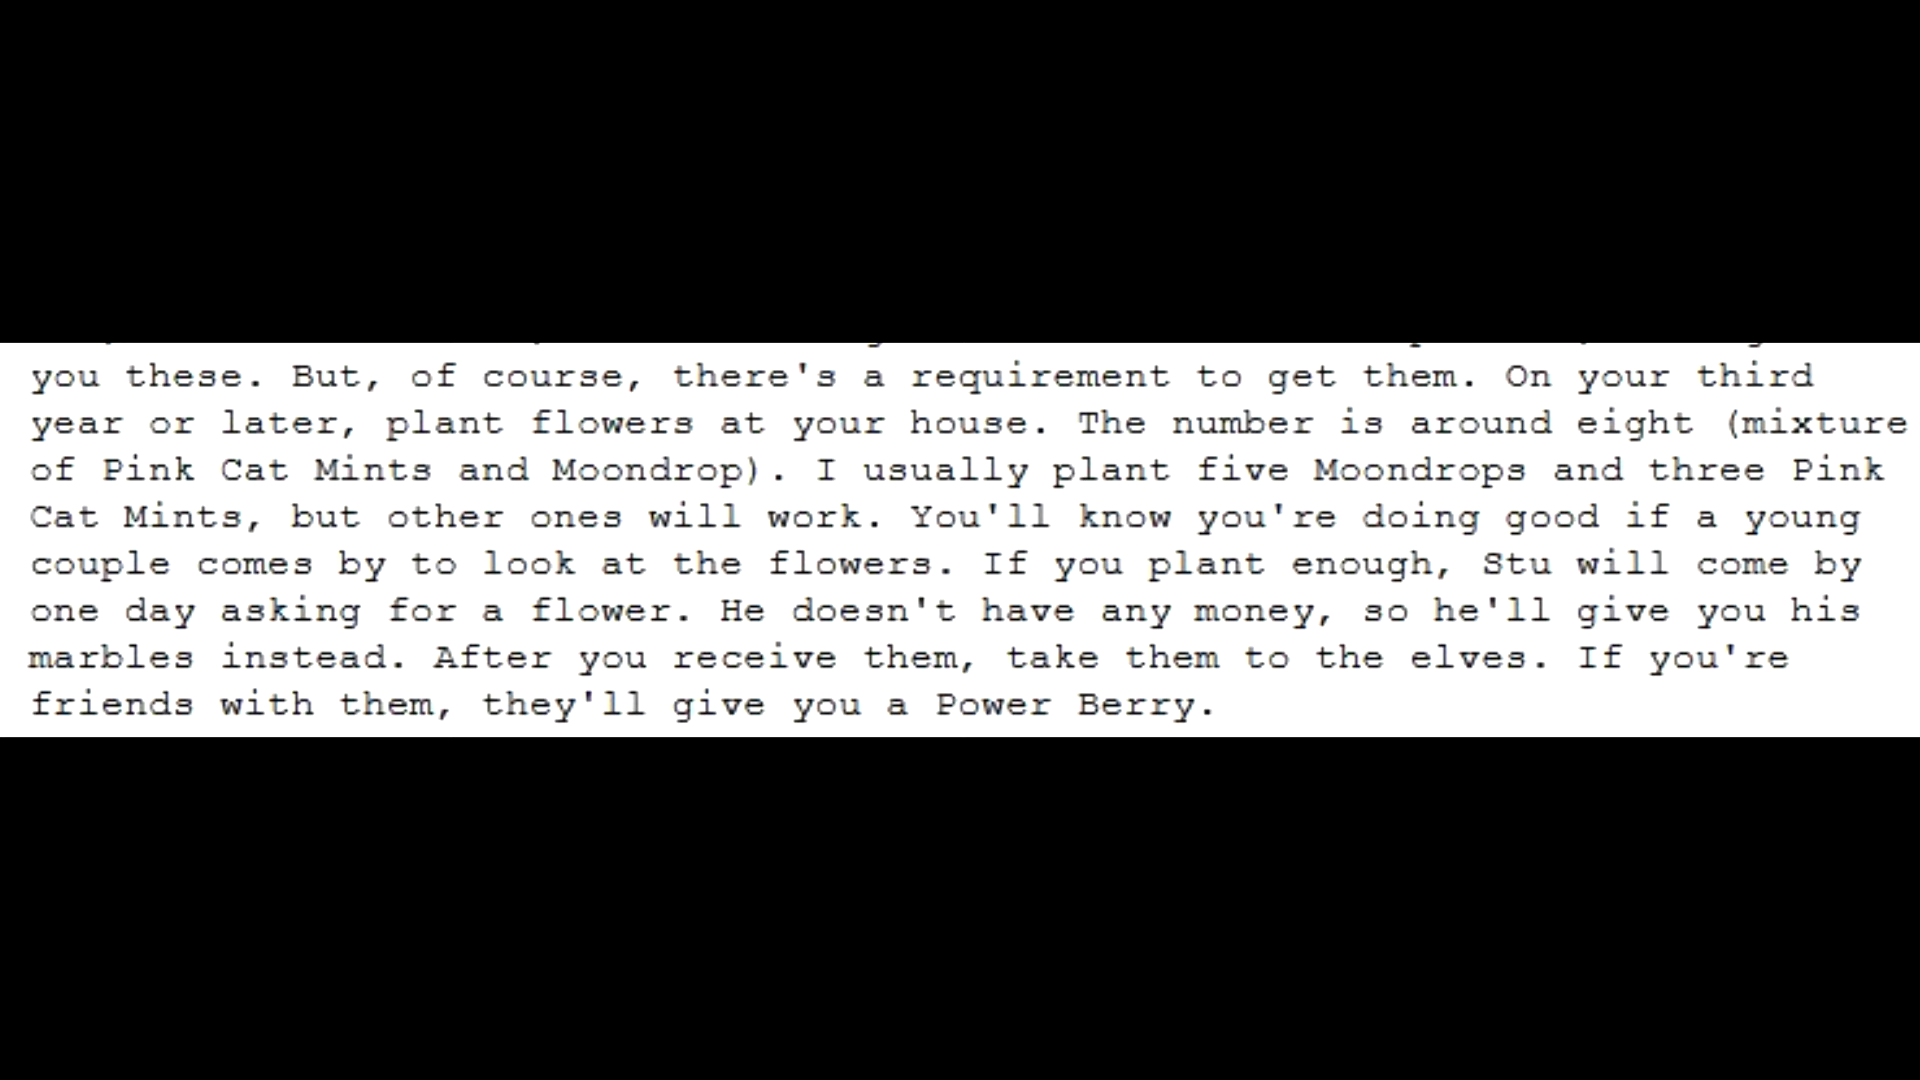 you these. But, of course, there's a requirement to get them. On your third
year or later, plant flowers at your house. The number is around eight (mixture
of Pink Cat Mints and Moondrop). I usually plant five Moondrops and three Pink
Cat Mints, but other ones will work. You'll know you're doing good if a young
couple comes by to look at the flowers. If you plant enough, Stu will come by
one day asking for a flower. He doesn't have any money, so he'll give you his
marbles instead. After you receive them, take them to the elves. If you're
friends with them, they'll give you a Power Berry.